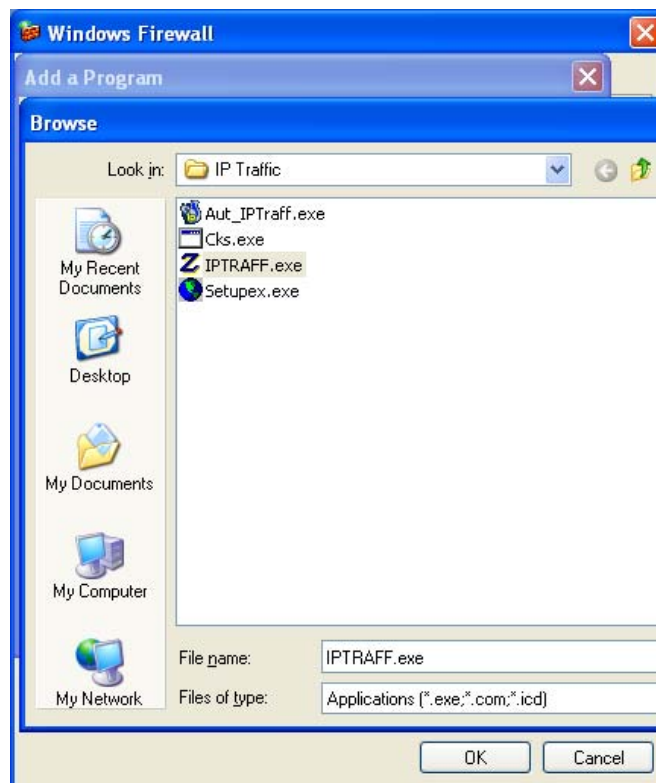 Windows Firewall
Add a Program
Browse
Look in: IP Traffic
Aut_IPTraff.exe
Cks.exe
Z IPTRAFF.exe
Setupex.exe
My Recent
Documents
Desktop
My Documents
My Computer
My Network
File name: IPTRAFF.exe
Files of type: Applications (*.exe;*.com;*.icd)
OK Cancel